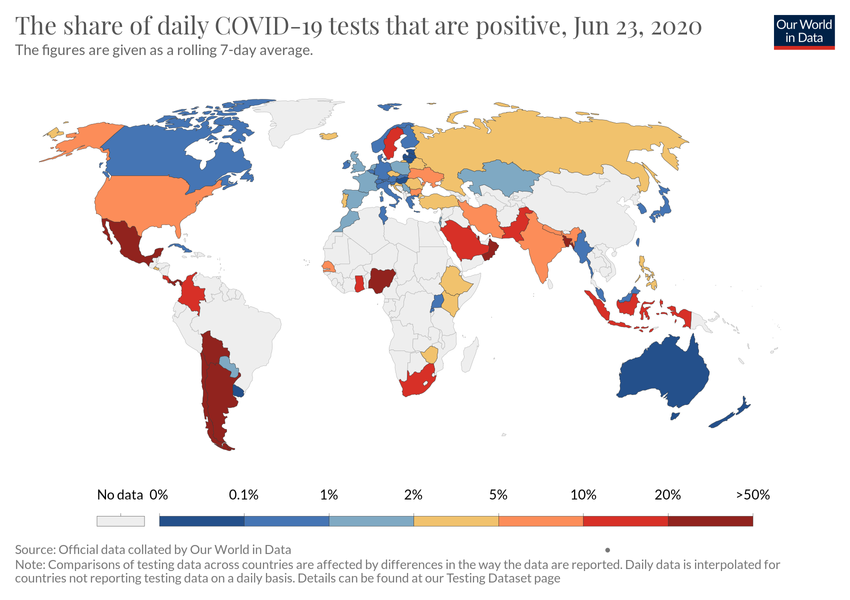 The share of daily COVID-19 tests that are positive, Jun 23, 2020
The figures are given as a rolling 7-day average.
Our World
in Data
No data 0% 0.1% 1% 2% 5% 10% 20% >50%
Source: Official data collated by Our World in Data
Note: Comparisons of testing data across countries are affected by differences in the way the data are reported. Daily data is interpolated for
countries not reporting testing data on a daily basis. Details can be found at our Testing Dataset page